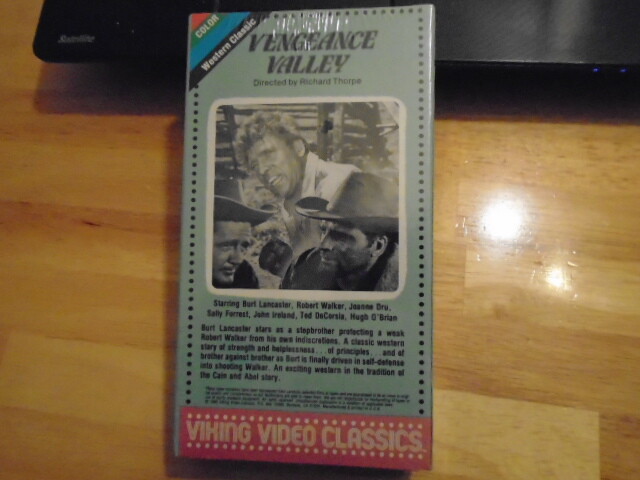 Satellite
COLOR
Western Classic
VENGEANCE
VALLEY
Directed by Richard Thorpe
Starring Burt Lancaster, Robert Walker, Joanne Dru,
Sally Forrest, John Ireland, Ted DeCorsia, Hugh O'Brian
Burt Lancaster stars as a stepbrother protecting a weak
Robert Walker from his own indiscretions. A classic western
story of strength and helplessness . . . of principles . . . and of
brother against brother as Burt is finally driven in self-defense
into shooting Walker. An exciting western in the tradition of
the Cain and Abel story.
VIKING VIDEO CLASSICS